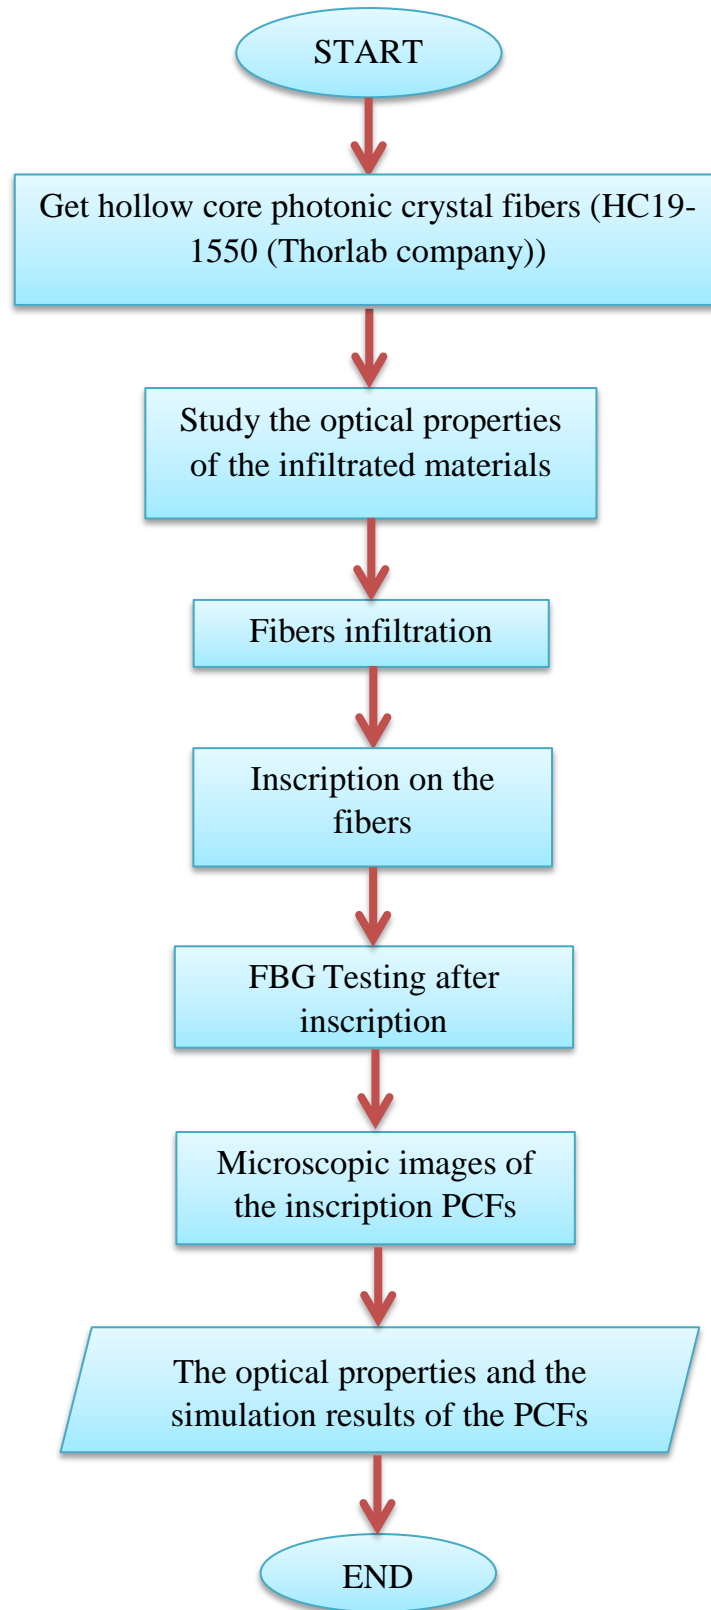 START
Get hollow core photonic crystal fibers (HC19-
1550 (Thorlab company))
Study the optical properties
of the infiltrated materials
Fibers infiltration
Inscription on the
fibers
FBG Testing after
inscription
Microscopic images of
the inscription PCFs
The optical properties and the
simulation results of the PCFs
END